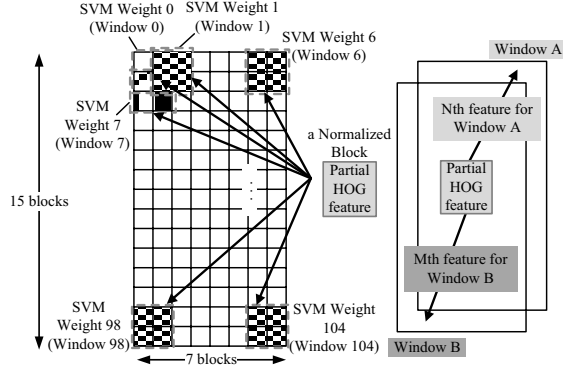 SVM Weight 0
(Window 0)
SVM Weight 1
(Window 1)
SVM Weight 6
(Window 6)
Window A
SVM
Weight 7
(Window 7)
Nth feature for
Window A
a Normalized
Block
Partial
HOG
feature
Partial
HOG
feature
15 blocks
Mth feature for
Window B
SVM
Weight 98
(Window 98)
SVM Weight
104
(Window 104)
7 blocks
Window B